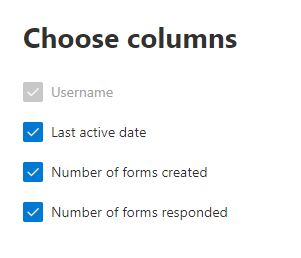 Choose columns
Username
Last active date
Number of forms created
Number of forms responded